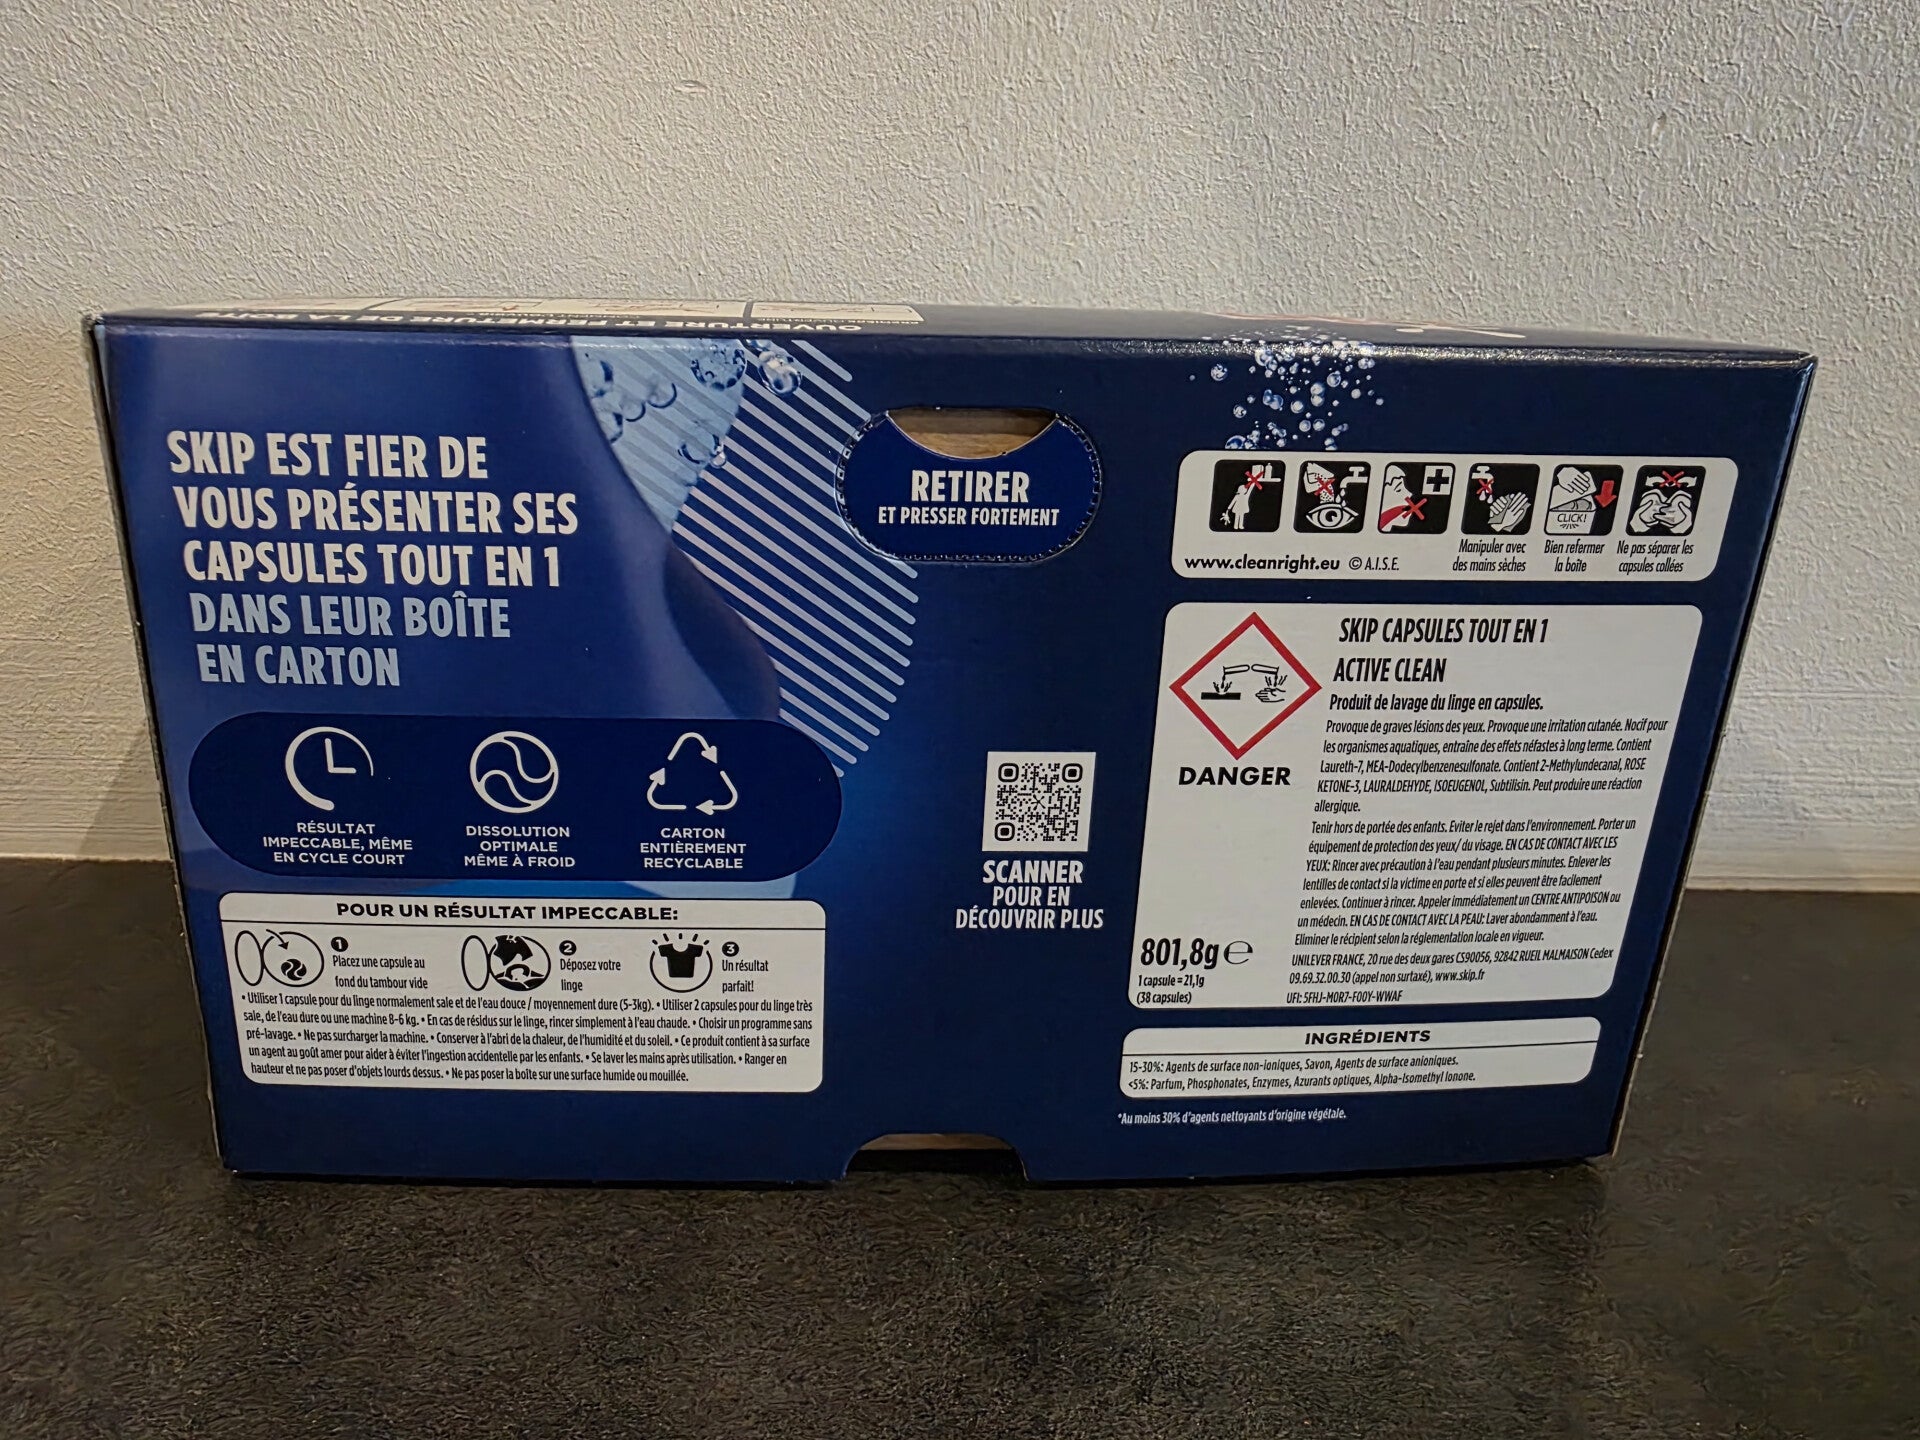 OUVERTURE ET FERMETURE DE LA BOÎTE
SKIP EST FIER DE
VOUS PRÉSENTER SES
CAPSULES TOUT EN 1
DANS LEUR BOÎTE
EN CARTON
RÉSULTAT
IMPECCABLE, MÊME
EN CYCLE COURT
DISSOLUTION
OPTIMALE
MÊME À FROID
CARTON
ENTIÈREMENT
RECYCLABLE
POUR UN RÉSULTAT IMPECCABLE:
1
Placez une capsule au
fond du tambour vide
2
Déposez votre
linge
3
Un résultat
parfait!
• Utiliser 1 capsule pour du linge normalement sale et de l'eau douce / moyennement dure (5-3kg). • Utiliser 2 capsules pour du linge très
sale, de l'eau dure ou une machine 8-6 kg. • En cas de résidus sur le linge, rincer simplement à l'eau chaude. • Choisir un programme sans
pré-lavage. • Ne pas surcharger la machine. • Conserver à l'abri de la chaleur, de l'humidité et du soleil. • Ce produit contient à sa surface
un agent au goût amer pour aider à éviter l'ingestion accidentelle par les enfants. • Se laver les mains après utilisation. • Ranger en
hauteur et ne pas poser d'objets lourds dessus. • Ne pas poser la boîte sur une surface humide ou mouillée.
RETIRER
ET PRESSER FORTEMENT
SCANNER
POUR EN
DÉCOUVRIR PLUS
CLICK!
www.cleanright.eu © A.I.S.E.
Manipuler avec
des mains sèches
Bien refermer
la boîte
Ne pas séparer les
capsules collées
DANGER
SKIP CAPSULES TOUT EN 1
ACTIVE CLEAN
Produit de lavage du linge en capsules.
Provoque de graves lésions des yeux. Provoque une irritation cutanée. Nocif pour
les organismes aquatiques, entraîne des effets néfastes à long terme. Contient
Laureth-7, MEA-Dodecylbenzenesulfonate. Contient 2-Methylundecanal, ROSE
KETONE-3, LAURALDEHYDE, ISOEUGENOL, Subtilisin. Peut produire une réaction
allergique.
Tenir hors de portée des enfants. Eviter le rejet dans l'environnement. Porter un
équipement de protection des yeux/ du visage. EN CAS DE CONTACT AVEC LES
YEUX: Rincer avec précaution à l'eau pendant plusieurs minutes. Enlever les
lentilles de contact si la victime en porte et si elles peuvent être facilement
enlevées. Continuer à rincer. Appeler immédiatement un CENTRE ANTIPOISON ou
un médecin. EN CAS DE CONTACT AVEC LA PEAU: Laver abondamment à l'eau.
Eliminer le récipient selon la réglementation locale en vigueur.
UNILEVER FRANCE, 20 rue des deux gares CS90056, 92842 RUEIL MALMAISON Cedex
09.69.32.00.30 (appel non surtaxé), www.skip.fr
UFI: 5FHJ-M0R7-F00Y-WWAF
801,8g ℮
1 capsule = 21,1g
(38 capsules)
INGRÉDIENTS
15-30%: Agents de surface non-ioniques, Savon, Agents de surface anioniques.
<5%: Parfum, Phosphonates, Enzymes, Azurants optiques, Alpha-Isomethyl Ionone.
*Au moins 30% d'agents nettoyants d'origine végétale.